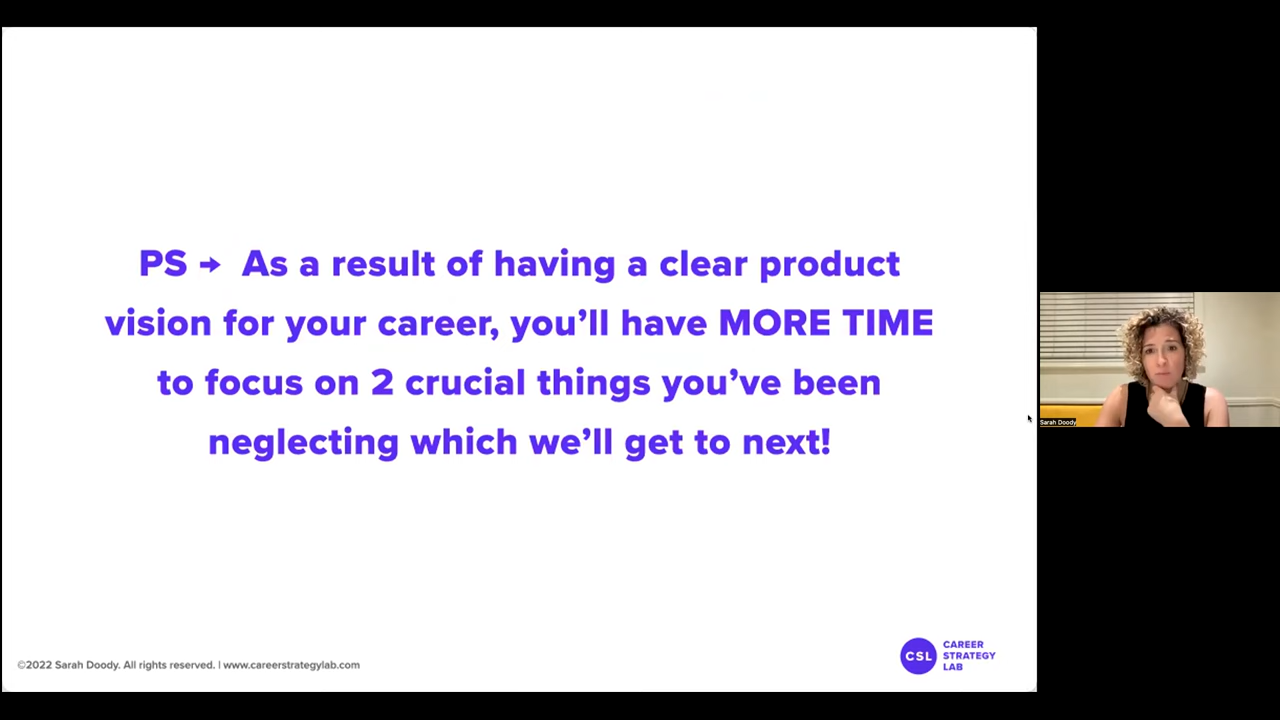 PS → As a result of having a clear product
vision for your career, you’ll have MORE TIME
to focus on 2 crucial things you’ve been
neglecting which we’ll get to next!
Sarah Doody
©2022 Sarah Doody. All rights reserved. | www.careerstrategylab.com
CSL
CAREER
STRATEGY
LAB